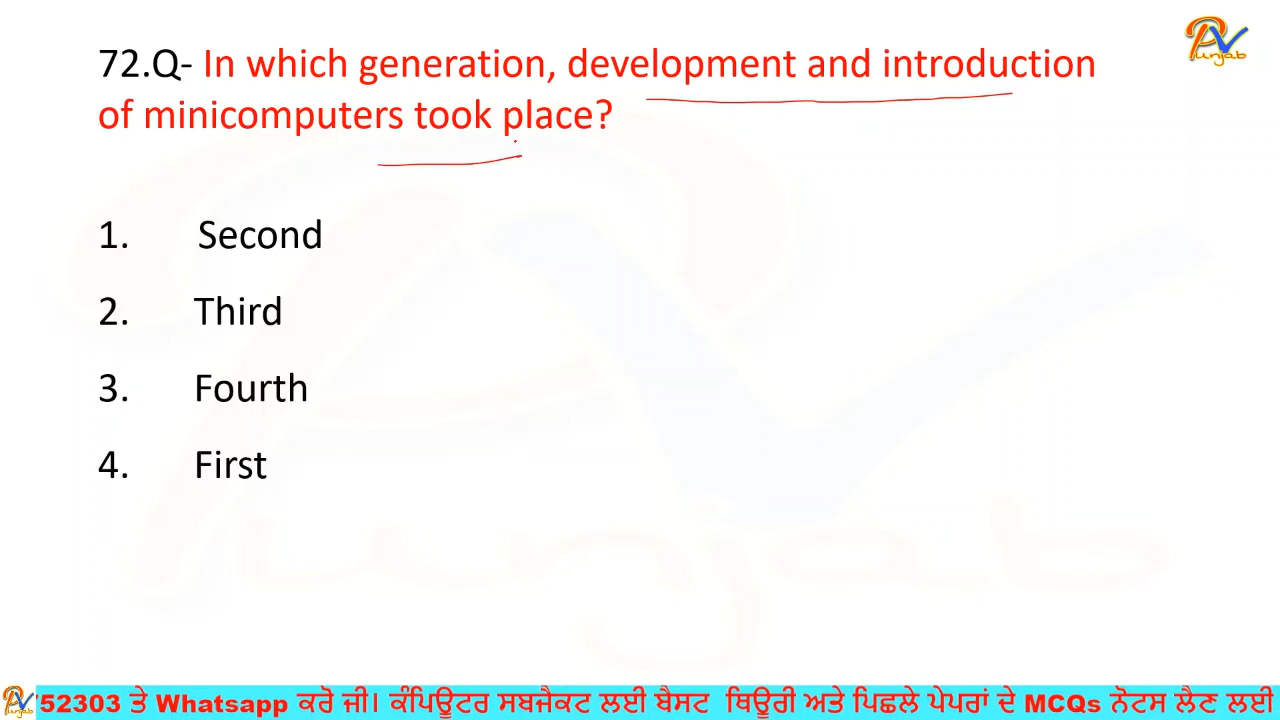 72.Q- In which generation, development and introduction
of minicomputers took place?
Punjab
1. Second
2. Third
3. Fourth
4. First
52303 ਤੇ Whatsapp ਕਰੋ ਜੀ। ਕੰਪਿਊਟਰ ਸਬਜੈਕਟ ਲਈ ਬੈਸਟ ਥਿਊਰੀ ਅਤੇ ਪਿਛਲੇ ਪੇਪਰਾਂ ਦੇ MCQs ਨੋਟਸ ਲੈਣ ਲਈ